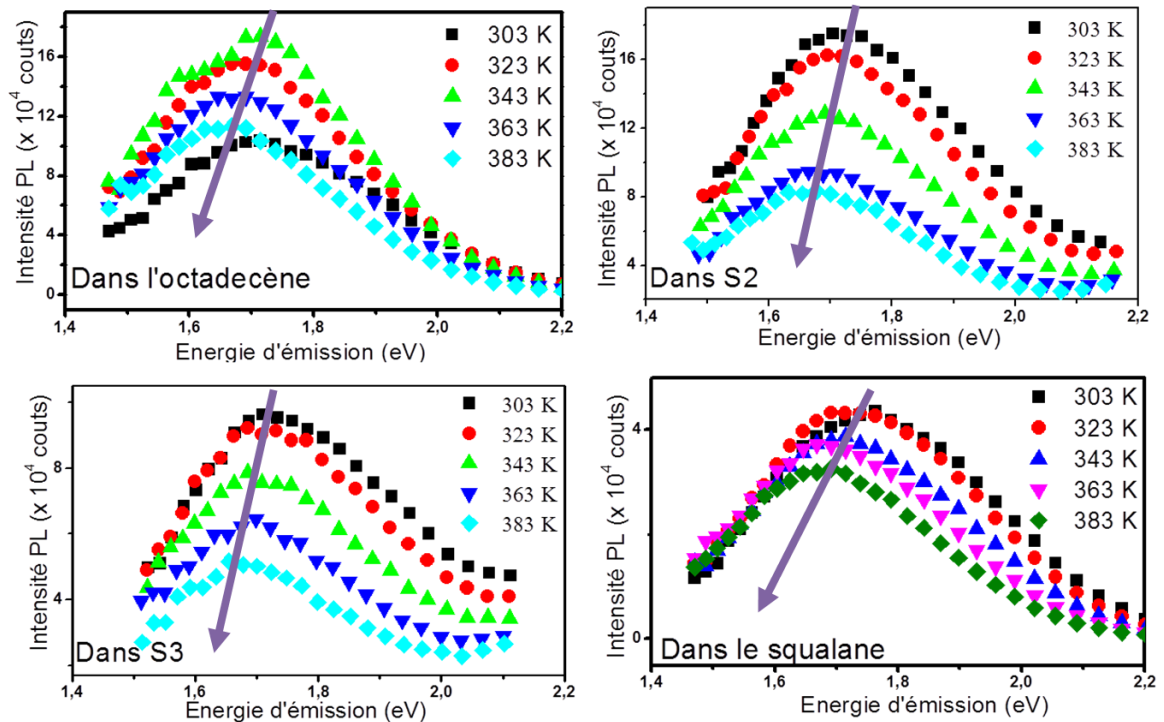 Intensité PL (x 10⁴ couts)
16
12
8
4
0
303 K
323 K
343 K
363 K
383 K
Dans l'octadecène
1,4 1,6 1,8 2,0 2,2
Energie d'émission (eV)
Intensité PL (x 10⁴ couts)
16
12
8
4
303 K
323 K
343 K
363 K
383 K
Dans S2
1,4 1,6 1,8 2,0 2,2
Energie d'émission (eV)
Intensité PL (x 10⁴ couts)
8
4
303 K
323 K
343 K
363 K
383 K
Dans S3
1,4 1,6 1,8 2,0 2,2
Energie d'émission (eV)
Intensité PL (x 10⁴ couts)
4
0
303 K
323 K
343 K
363 K
383 K
Dans le squalane
1,4 1,6 1,8 2,0 2,2
Energie d'émission (eV)